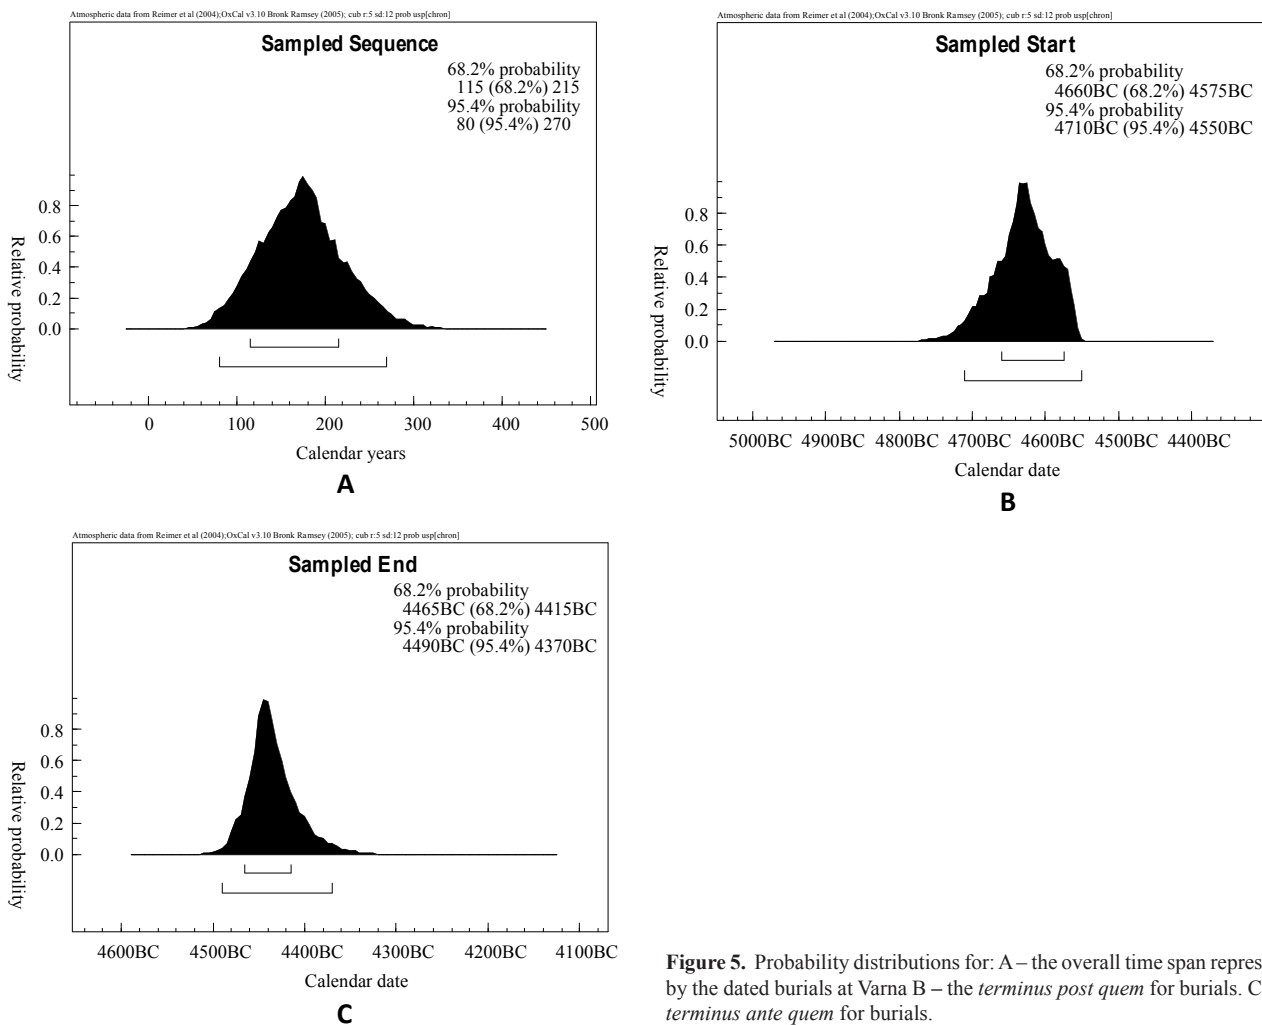 Atmospheric data from Reimer et al (2004);OxCal v3.10 Bronk Ramsey (2005); cub r:5 sd:12 prob usp[chron]
Sampled Sequence
68.2% probability
115 (68.2%) 215
95.4% probability
80 (95.4%) 270
Relative probability
0.8
0.6
0.4
0.2
0.0
0 100 200 300 400 500
Calendar years
A
Atmospheric data from Reimer et al (2004);OxCal v3.10 Bronk Ramsey (2005); cub r:5 sd:12 prob usp[chron]
Sampled Start
68.2% probability
4660BC (68.2%) 4575BC
95.4% probability
4710BC (95.4%) 4550BC
Relative probability
0.8
0.6
0.4
0.2
0.0
5000BC 4900BC 4800BC 4700BC 4600BC 4500BC 4400BC
Calendar date
B
Atmospheric data from Reimer et al (2004);OxCal v3.10 Bronk Ramsey (2005); cub r:5 sd:12 prob usp[chron]
Sampled End
68.2% probability
4465BC (68.2%) 4415BC
95.4% probability
4490BC (95.4%) 4370BC
Relative probability
0.8
0.6
0.4
0.2
0.0
4600BC 4500BC 4400BC 4300BC 4200BC 4100BC
Calendar date
C
Figure 5. Probability distributions for: A – the overall time span repres
by the dated burials at Varna B – the terminus post quem for burials. C
terminus ante quem for burials.